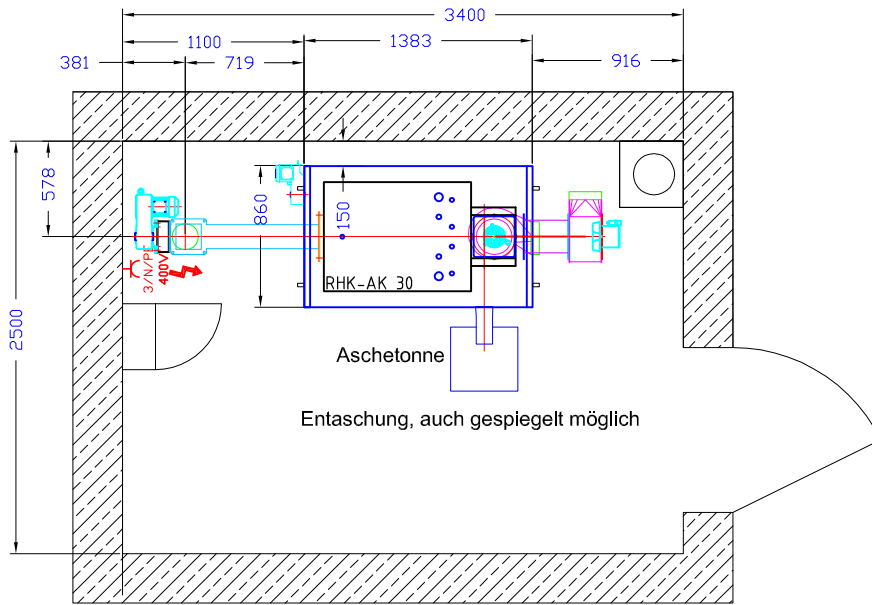 3400
1100
1383
381
719
916
578
860
150
3/N/PE
400V
RHK-AK 30
2500
Aschetonne
Entaschung, auch gespiegelt möglich